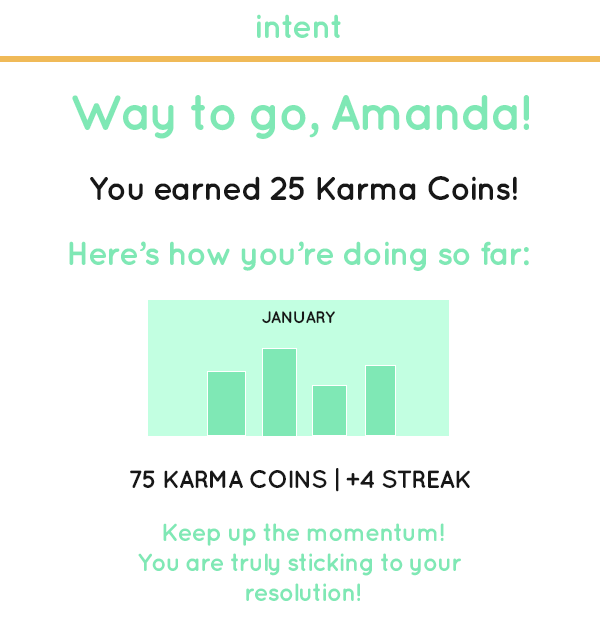 intent
Way to go, Amanda!
You earned 25 Karma Coins!
Here’s how you’re doing so far:
JANUARY
75 KARMA COINS | +4 STREAK
Keep up the momentum!
You are truly sticking to your
resolution!